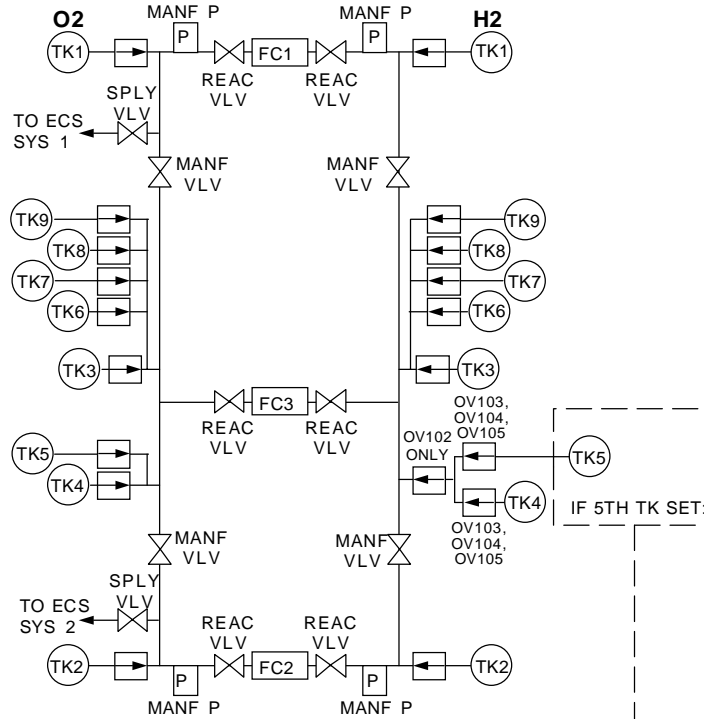 MANF P
MANF P
O2
H2
TK1
P
FC1
P
TK1
REAC
VLV
REAC
VLV
SPLY
VLV
TO ECS
SYS 1
MANF
VLV
MANF
VLV
TK9
TK9
TK8
TK8
TK7
TK7
TK6
TK6
TK3
TK3
FC3
REAC
VLV
REAC
VLV
OV103,
OV104,
OV105
OV102
ONLY
TK5
TK4
TK5
TK4
IF 5TH TK SET:
OV103,
OV104,
OV105
MANF
VLV
MANF
VLV
SPLY
VLV
TO ECS
SYS 2
REAC
VLV
REAC
VLV
TK2
P
FC2
P
TK2
MANF P
MANF P